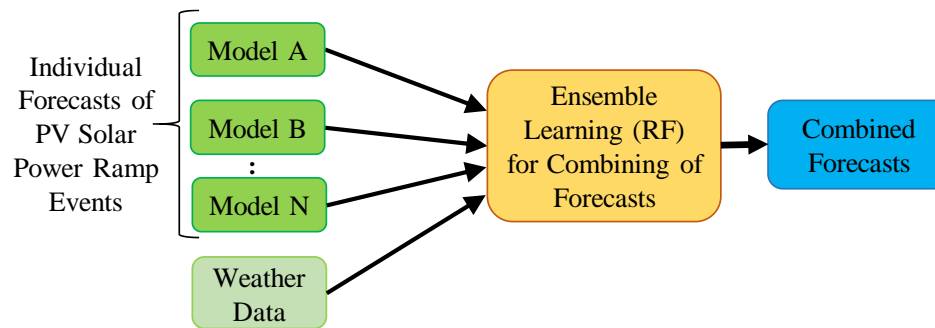 Individual
Forecasts of
PV Solar
Power Ramp
Events
Model A
Model B
:
Model N
Weather
Data
Ensemble
Learning (RF)
for Combining of
Forecasts
Combined
Forecasts